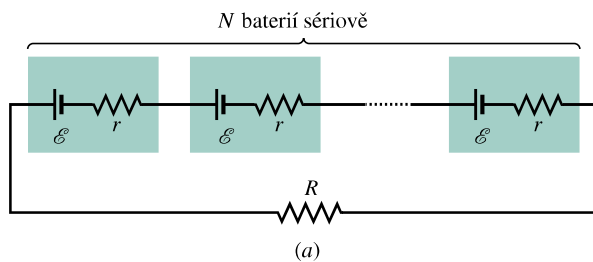 N baterií sériově
ℰ r ℰ r ℰ r
R
(a)